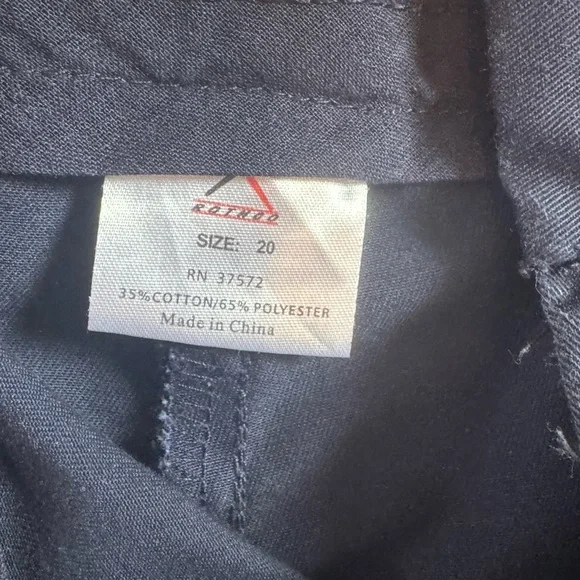 ROTHCO
SIZE: 20
RN 37572
35%COTTON/65% POLYESTER
Made in China